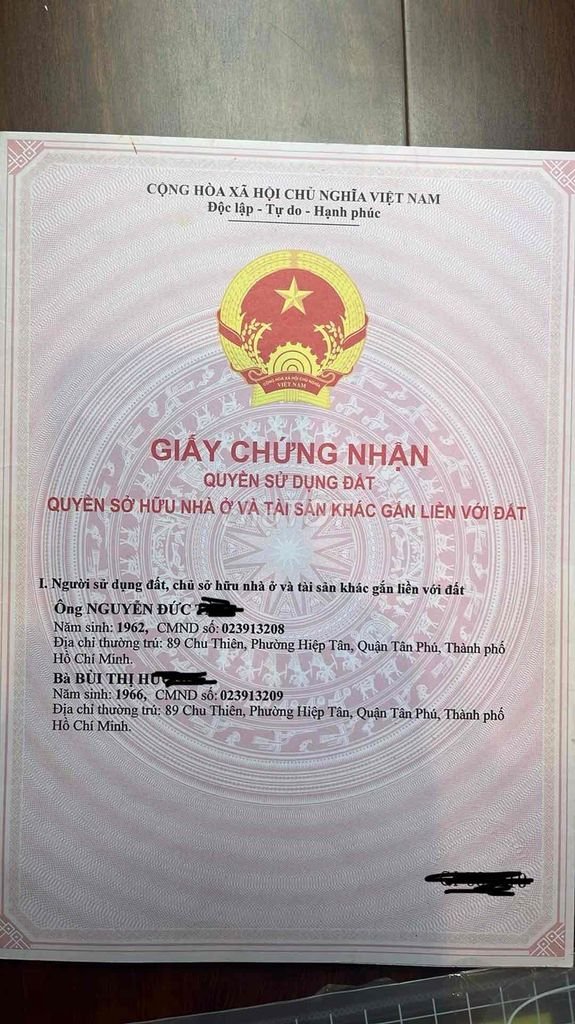 CỘNG HÒA XÃ HỘI CHỦ NGHĨA VIỆT NAM
Độc lập - Tự do - Hạnh phúc
CỘNG HÒA XÃ HỘI CHỦ NGHĨA
VIỆT NAM
GIẤY CHỨNG NHẬN
QUYỀN SỬ DỤNG ĐẤT
QUYỀN SỞ HỮU NHÀ Ở VÀ TÀI SẢN KHÁC GẮN LIỀN VỚI ĐẤT
I. Người sử dụng đất, chủ sở hữu nhà ở và tài sản khác gắn liền với đất
Ông NGUYỄN ĐỨC
Năm sinh: 1962, CMND số: 023913208
Địa chỉ thường trú: 89 Chu Thiên, Phường Hiệp Tân, Quận Tân Phú, Thành phố
Hồ Chí Minh.
Bà BÙI THỊ
Năm sinh: 1966, CMND số: 023913209
Địa chỉ thường trú: 89 Chu Thiên, Phường Hiệp Tân, Quận Tân Phú, Thành phố
Hồ Chí Minh.